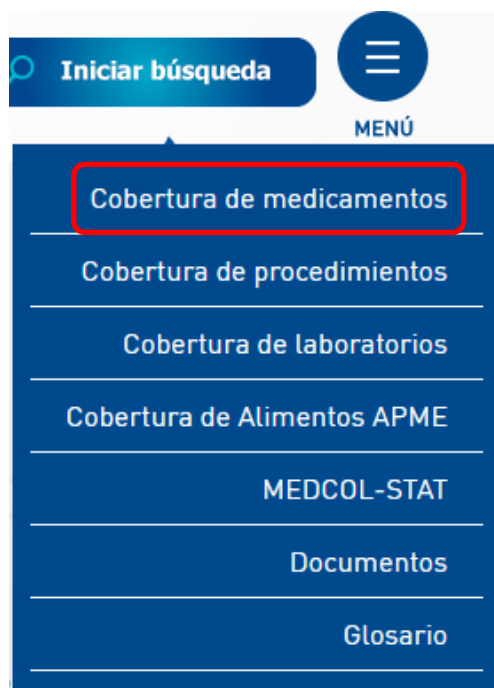 Iniciar búsqueda
MENÚ
Cobertura de medicamentos
Cobertura de procedimientos
Cobertura de laboratorios
Cobertura de Alimentos APME
MEDCOL-STAT
Documentos
Glosario